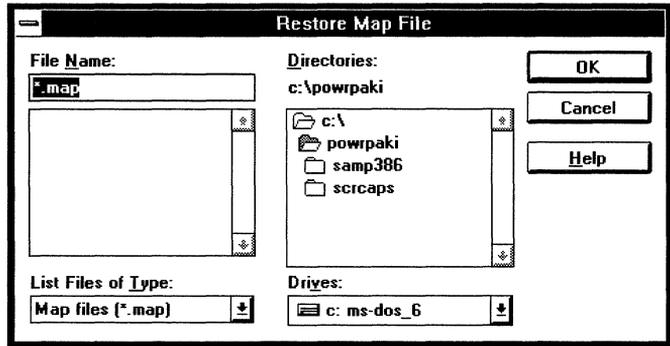 Restore Map File
File Name:
*.map
List Files of Type:
Map files (*.map)
Directories:
c:\powrpaki
c:\
powrpaki
samp386
scrcaps
Drives:
c: ms-dos_6
OK
Cancel
Help